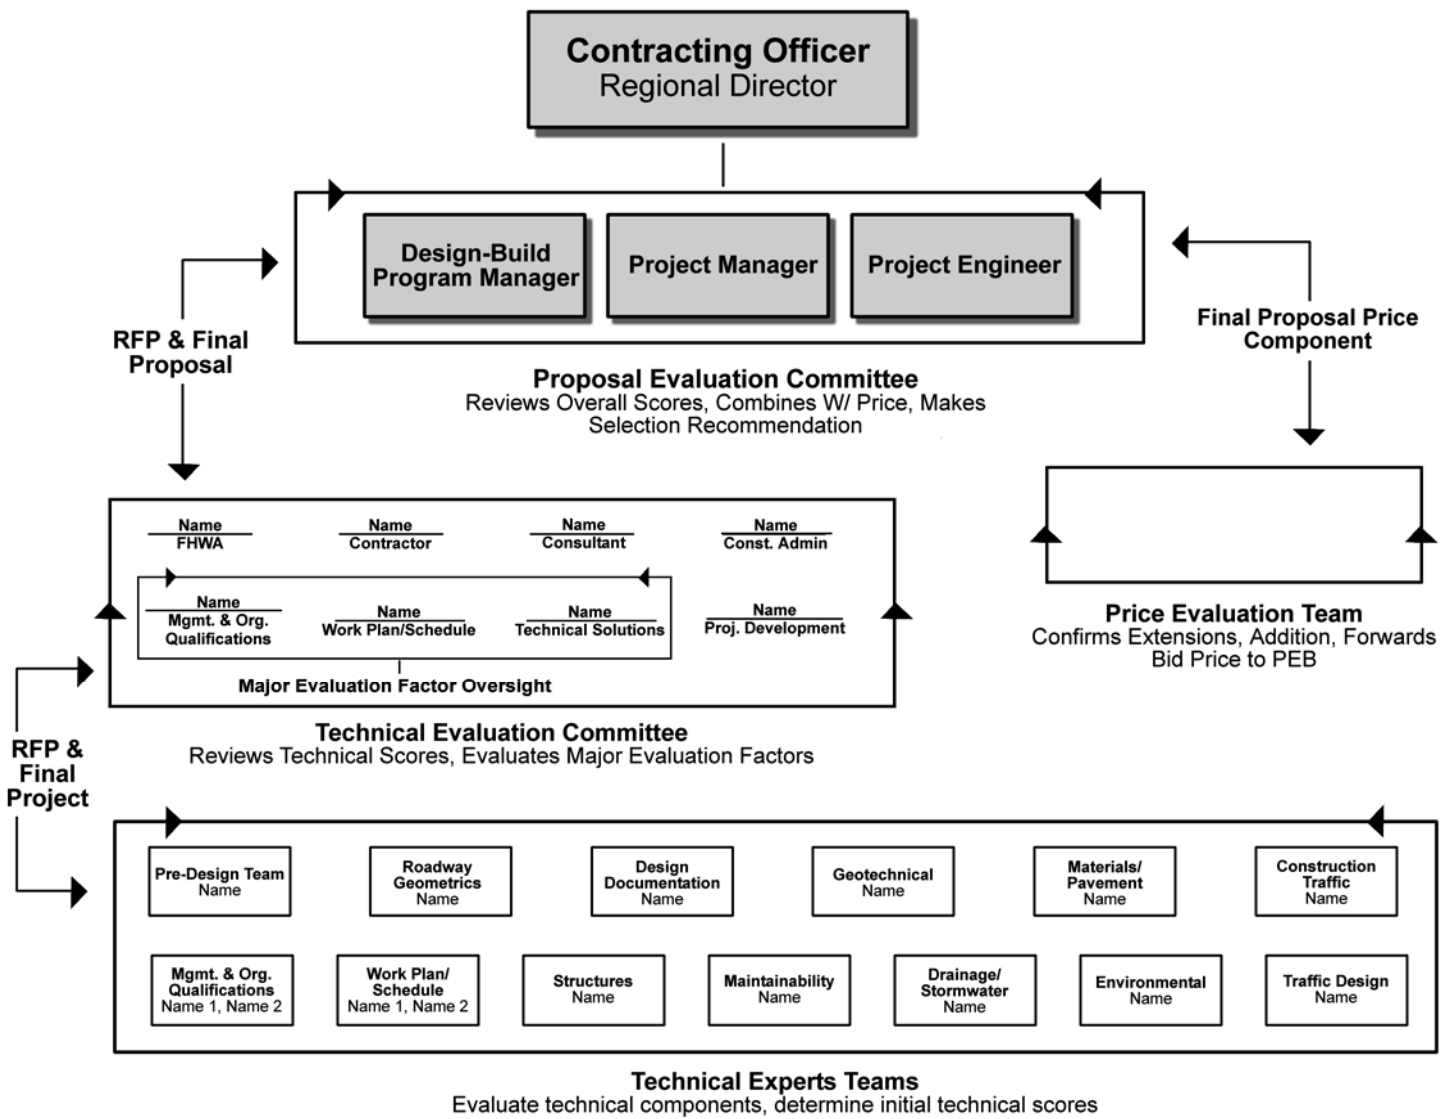 Contracting Officer
Regional Director
Design-Build
Program Manager
Project Manager
Project Engineer
RFP & Final
Proposal
Final Proposal Price
Component
Proposal Evaluation Committee
Reviews Overall Scores, Combines W/ Price, Makes
Selection Recommendation
Name
FHWA
Name
Contractor
Name
Consultant
Name
Const. Admin
Name
Mgmt. & Org.
Qualifications
Name
Work Plan/Schedule
Name
Technical Solutions
Name
Proj. Development
Major Evaluation Factor Oversight
Technical Evaluation Committee
Reviews Technical Scores, Evaluates Major Evaluation Factors
Price Evaluation Team
Confirms Extensions, Addition, Forwards
Bid Price to PEB
RFP &
Final
Project
Pre-Design Team
Name
Roadway
Geometrics
Name
Design
Documentation
Name
Geotechnical
Name
Materials/
Pavement
Name
Construction
Traffic
Name
Mgmt. & Org.
Qualifications
Name 1, Name 2
Work Plan/
Schedule
Name 1, Name 2
Structures
Name
Maintainability
Name
Drainage/
Stormwater
Name
Environmental
Name
Traffic Design
Name
Technical Experts Teams
Evaluate technical components, determine initial technical scores